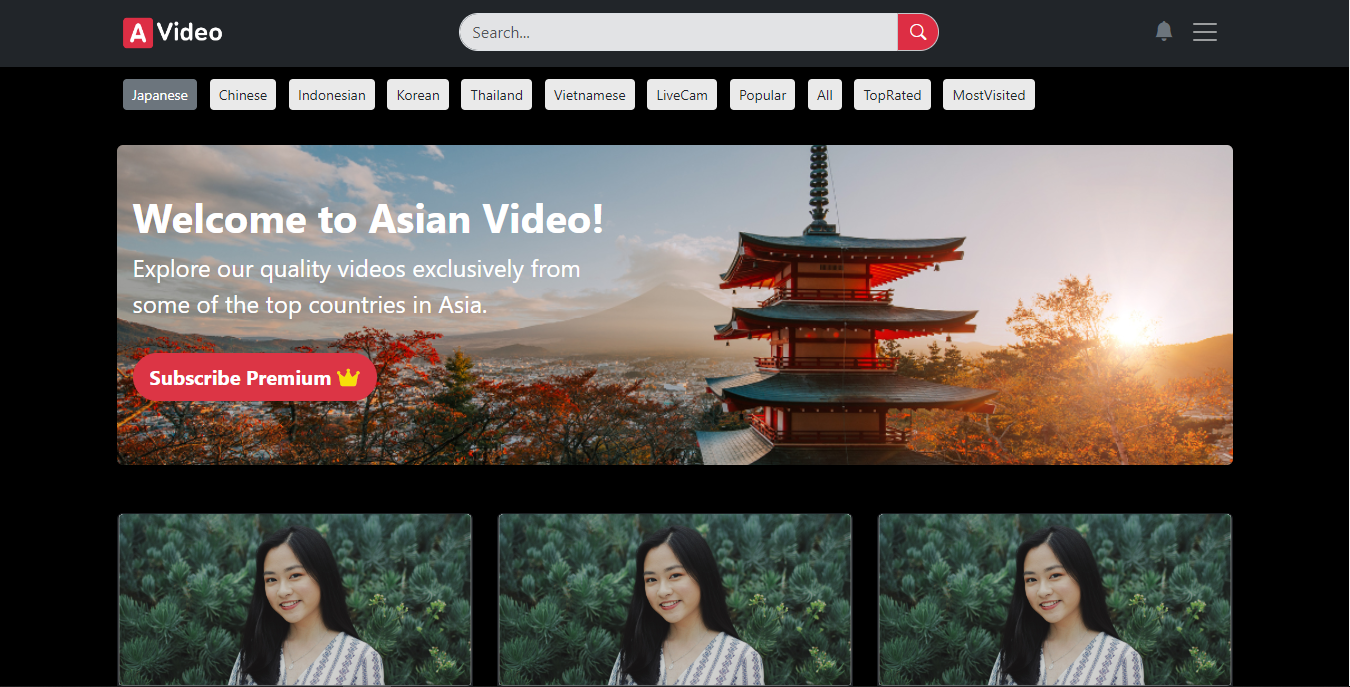 A Video
Search...
Japanese Chinese Indonesian Korean Thailand Vietnamese LiveCam Popular All TopRated MostVisited
Welcome to Asian Video!
Explore our quality videos exclusively from
some of the top countries in Asia.
Subscribe Premium